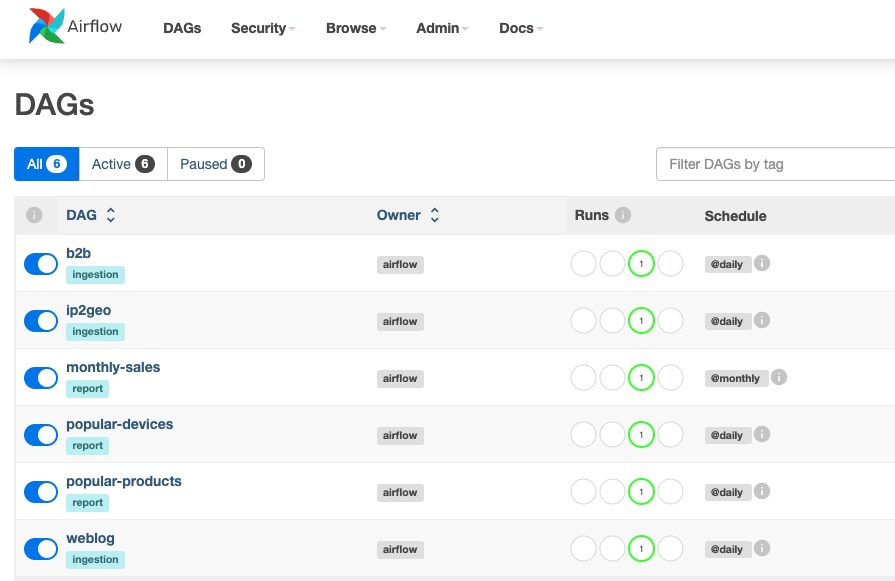 Airflow DAGs Security Browse Admin Docs
DAGs
All 6 Active 6 Paused 0 Filter DAGs by tag
i DAG Owner Runs i Schedule
b2b
ingestion airflow 1 @daily i
ip2geo
ingestion airflow 1 @daily i
monthly-sales
report airflow 1 @monthly i
popular-devices
report airflow 1 @daily i
popular-products
report airflow 1 @daily i
weblog
ingestion airflow 1 @daily i